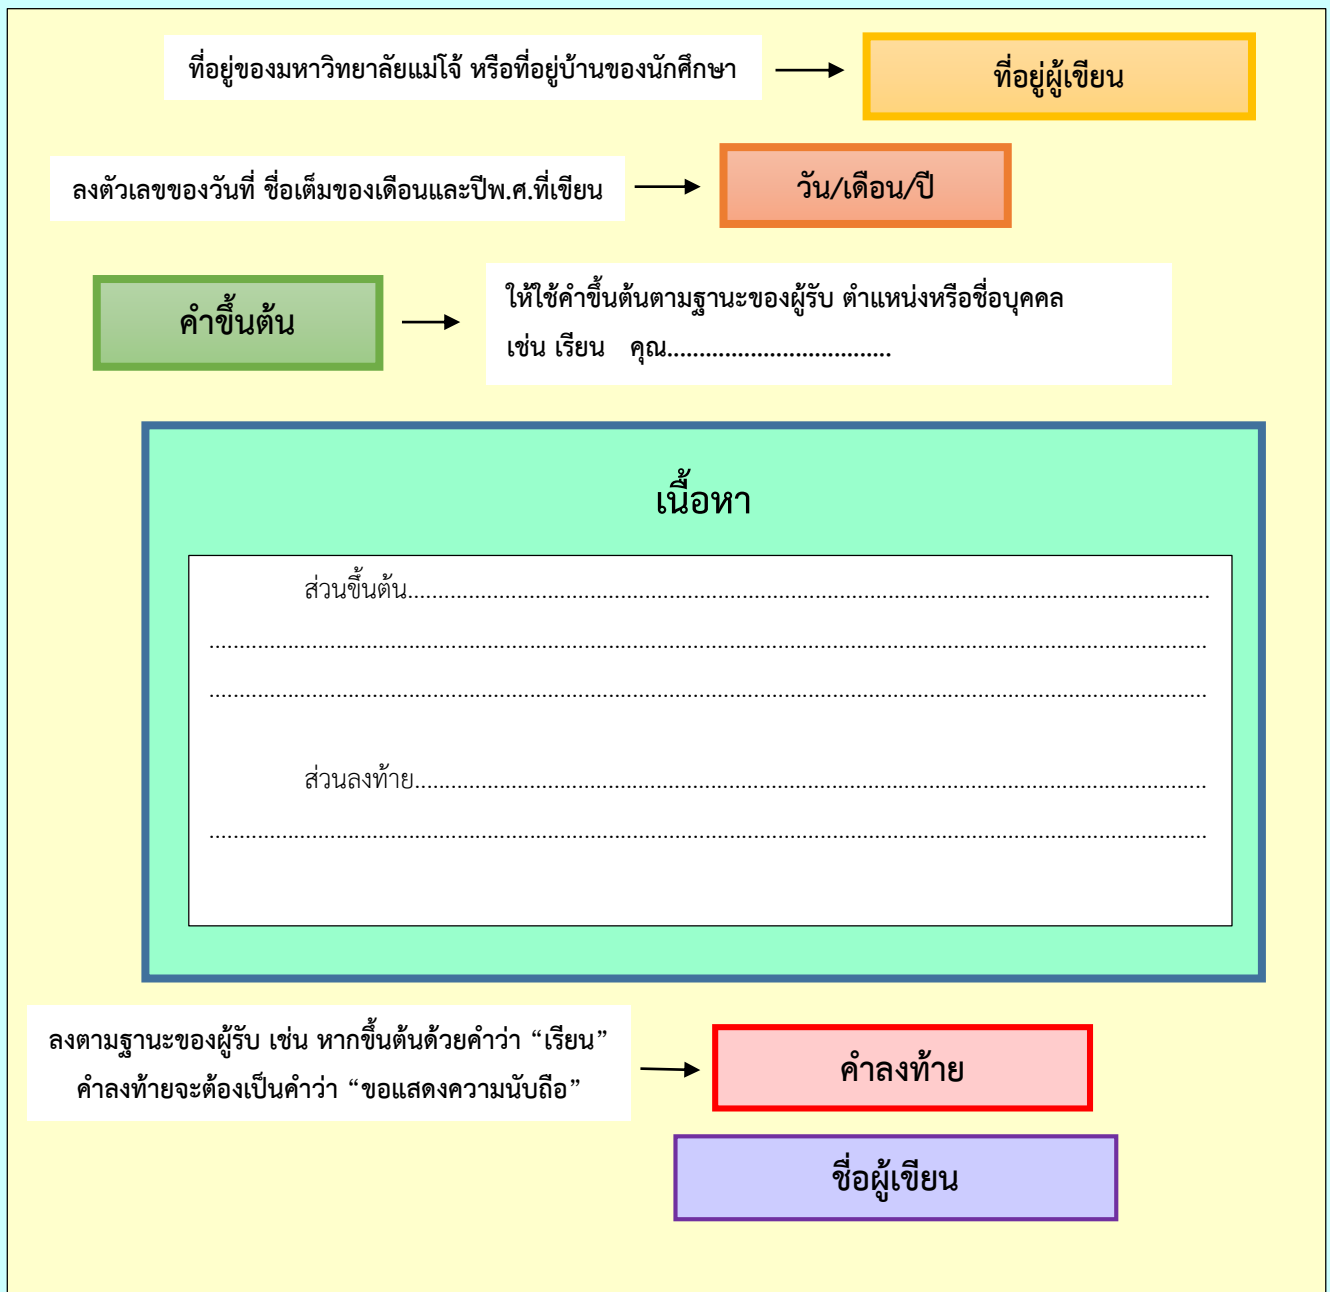 ที่อยู่ของมหาวิทยาลัยแม่โจ้ หรือที่อยู่บ้านของนักศึกษา
ที่อยู่ผู้เขียน
ลงตัวเลขของวันที่ ชื่อเต็มของเดือนและปีพ.ศ.ที่เขียน
วัน/เดือน/ปี
คำขึ้นต้น
ให้ใช้คำขึ้นต้นตามฐานะของผู้รับ ตำแหน่งหรือชื่อบุคคล
เช่น เรียน คุณ..................................
เนื้อหา
ส่วนขึ้นต้น....................................................................................................................................
....................................................................................................................................................................
....................................................................................................................................................................
ส่วนลงท้าย..................................................................................................................................
....................................................................................................................................................................
ลงตามฐานะของผู้รับ เช่น หากขึ้นต้นด้วยคำว่า “เรียน”
คำลงท้ายจะต้องเป็นคำว่า “ขอแสดงความนับถือ”
คำลงท้าย
ชื่อผู้เขียน